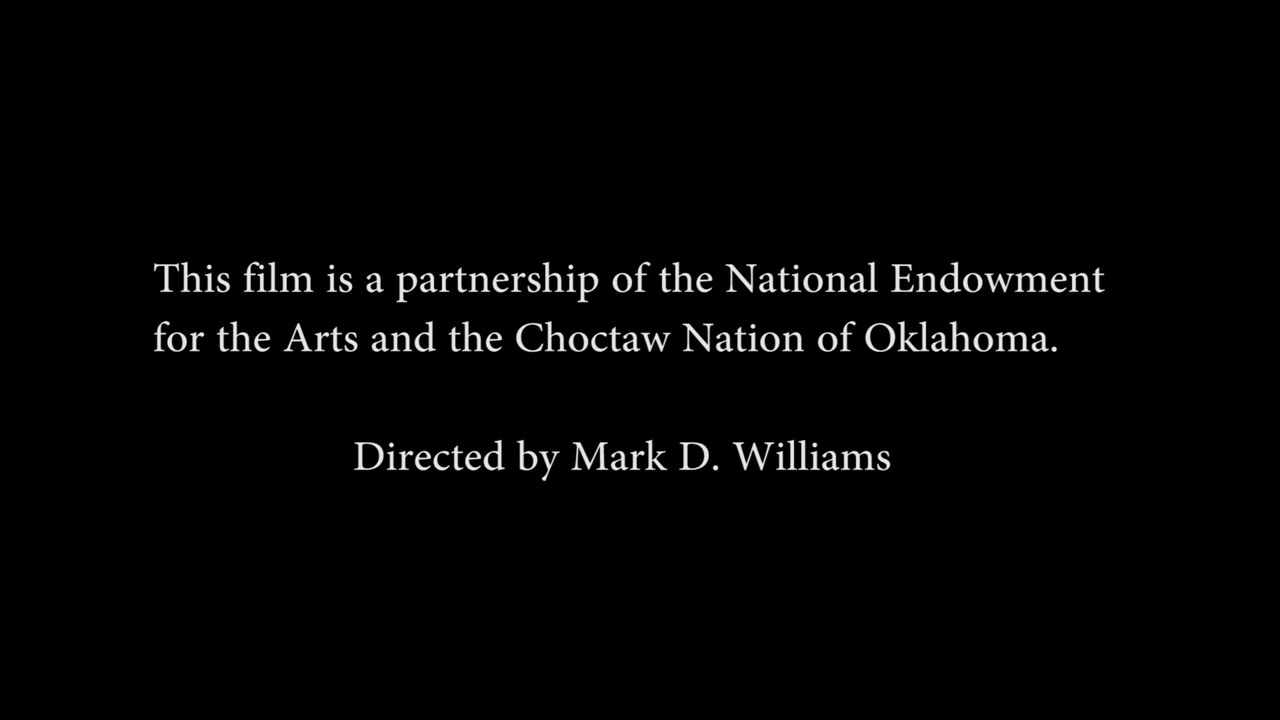 This film is a partnership of the National Endowment
for the Arts and the Choctaw Nation of Oklahoma.
Directed by Mark D. Williams